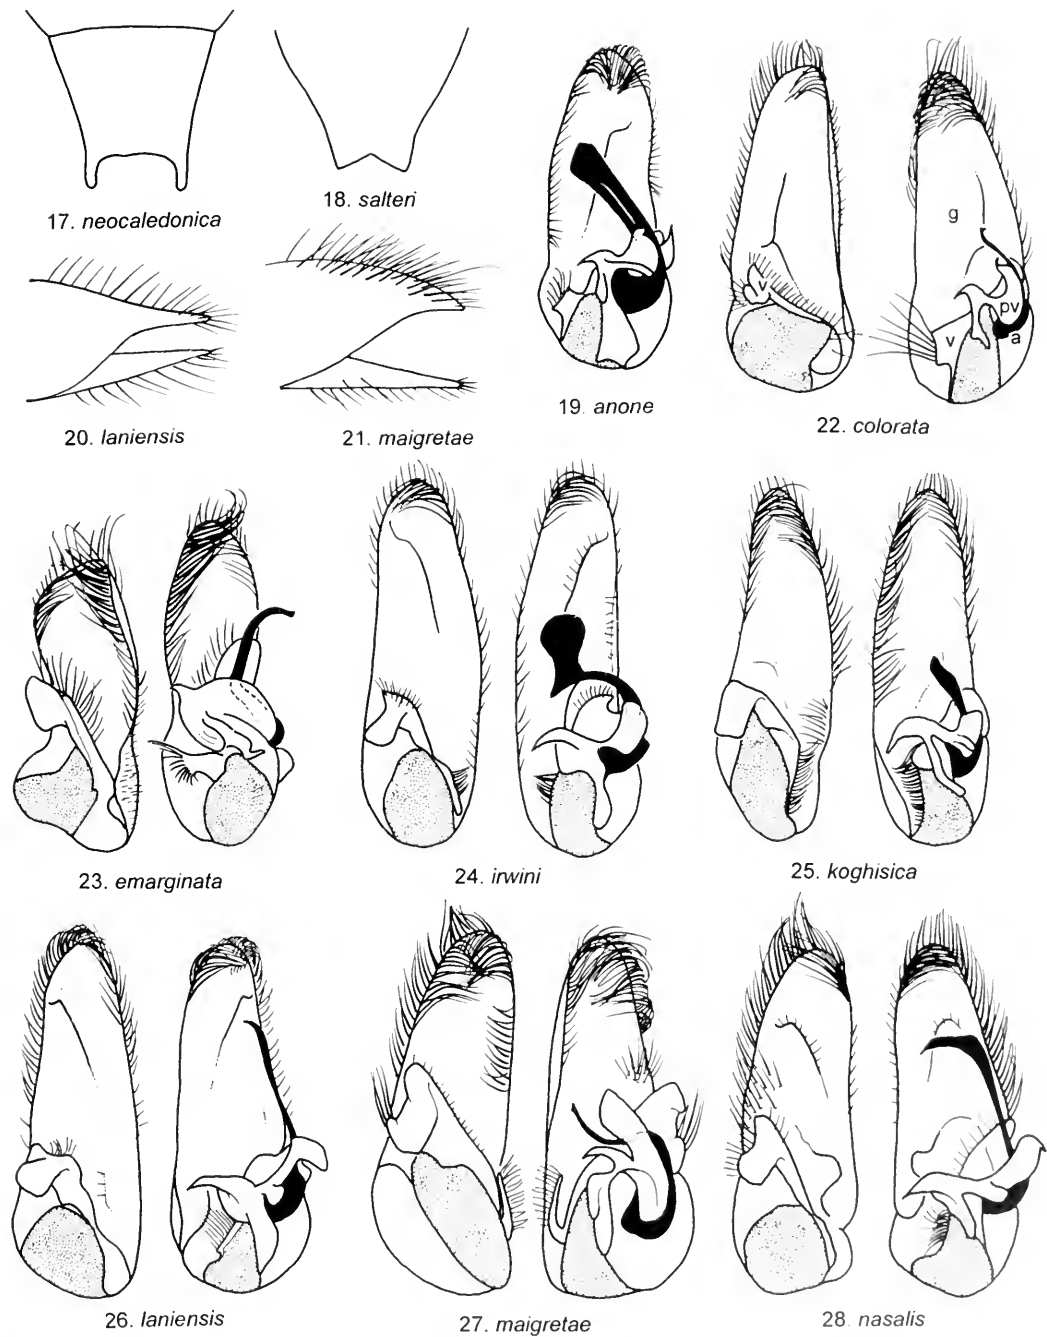 17. neocaledonica
18. salteri
19. anone
20. laniensis
21. maigretae
v
g
pv
v
a
22. colorata
23. emarginata
24. irwini
25. koghisica
26. laniensis
27. maigretae
28. nasalis